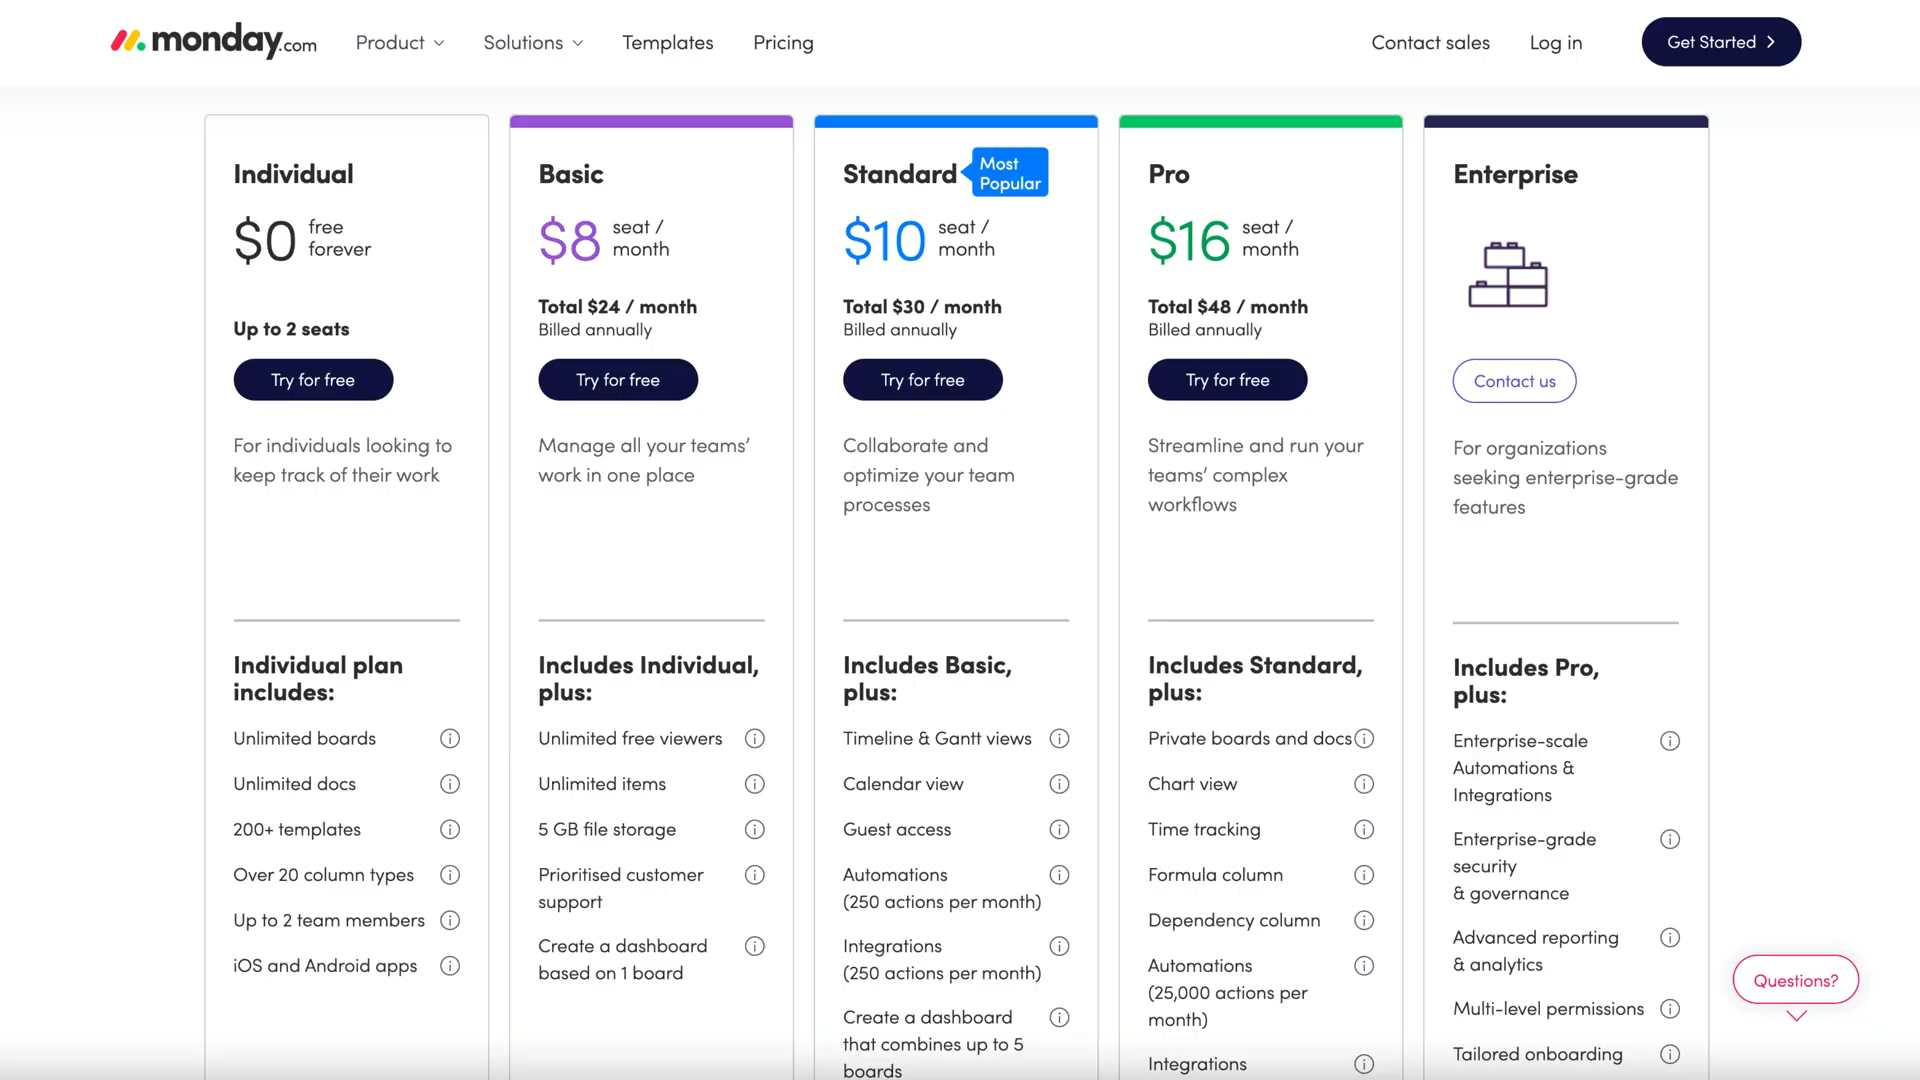 monday.com
Product
Solutions
Templates
Pricing
Contact sales
Log in
Get Started
Individual
$0 free
forever
Up to 2 seats
Try for free
For individuals looking to
keep track of their work
Individual plan
includes:
Unlimited boards
Unlimited docs
200+ templates
Over 20 column types
Up to 2 team members
iOS and Android apps
Basic
$8 seat /
month
Total $24 / month
Billed annually
Try for free
Manage all your teams’
work in one place
Includes Individual,
plus:
Unlimited free viewers
Unlimited items
5 GB file storage
Prioritised customer
support
Create a dashboard
based on 1 board
Standard
Most
Popular
$10 seat /
month
Total $30 / month
Billed annually
Try for free
Collaborate and
optimize your team
processes
Includes Basic,
plus:
Timeline & Gantt views
Calendar view
Guest access
Automations
(250 actions per month)
Integrations
(250 actions per month)
Create a dashboard
that combines up to 5
boards
Pro
$16 seat /
month
Total $48 / month
Billed annually
Try for free
Streamline and run your
teams’ complex
workflows
Includes Standard,
plus:
Private boards and docs
Chart view
Time tracking
Formula column
Dependency column
Automations
(25,000 actions per
month)
Integrations
Enterprise
Contact us
For organizations
seeking enterprise-grade
features
Includes Pro,
plus:
Enterprise-scale
Automations &
Integrations
Enterprise-grade
security
& governance
Advanced reporting
& analytics
Multi-level permissions
Tailored onboarding
Questions?